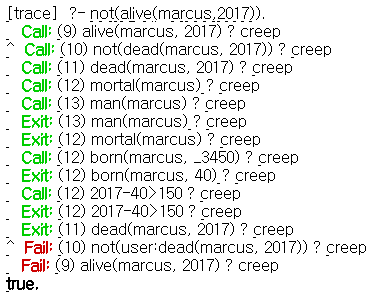 [trace]  ?- not(alive(marcus,2017)).
   Call: (9) alive(marcus, 2017) ? creep
^  Call: (10) not(dead(marcus, 2017)) ? creep
   Call: (11) dead(marcus, 2017) ? creep
   Call: (12) mortal(marcus) ? creep
   Call: (13) man(marcus) ? creep
   Exit: (13) man(marcus) ? creep
   Exit: (12) mortal(marcus) ? creep
   Call: (12) born(marcus, _3450) ? creep
   Exit: (12) born(marcus, 40) ? creep
   Call: (12) 2017-40>150 ? creep
   Exit: (12) 2017-40>150 ? creep
   Exit: (11) dead(marcus, 2017) ? creep
^  Fail: (10) not(user:dead(marcus, 2017)) ? creep
   Fail: (9) alive(marcus, 2017) ? creep
true.